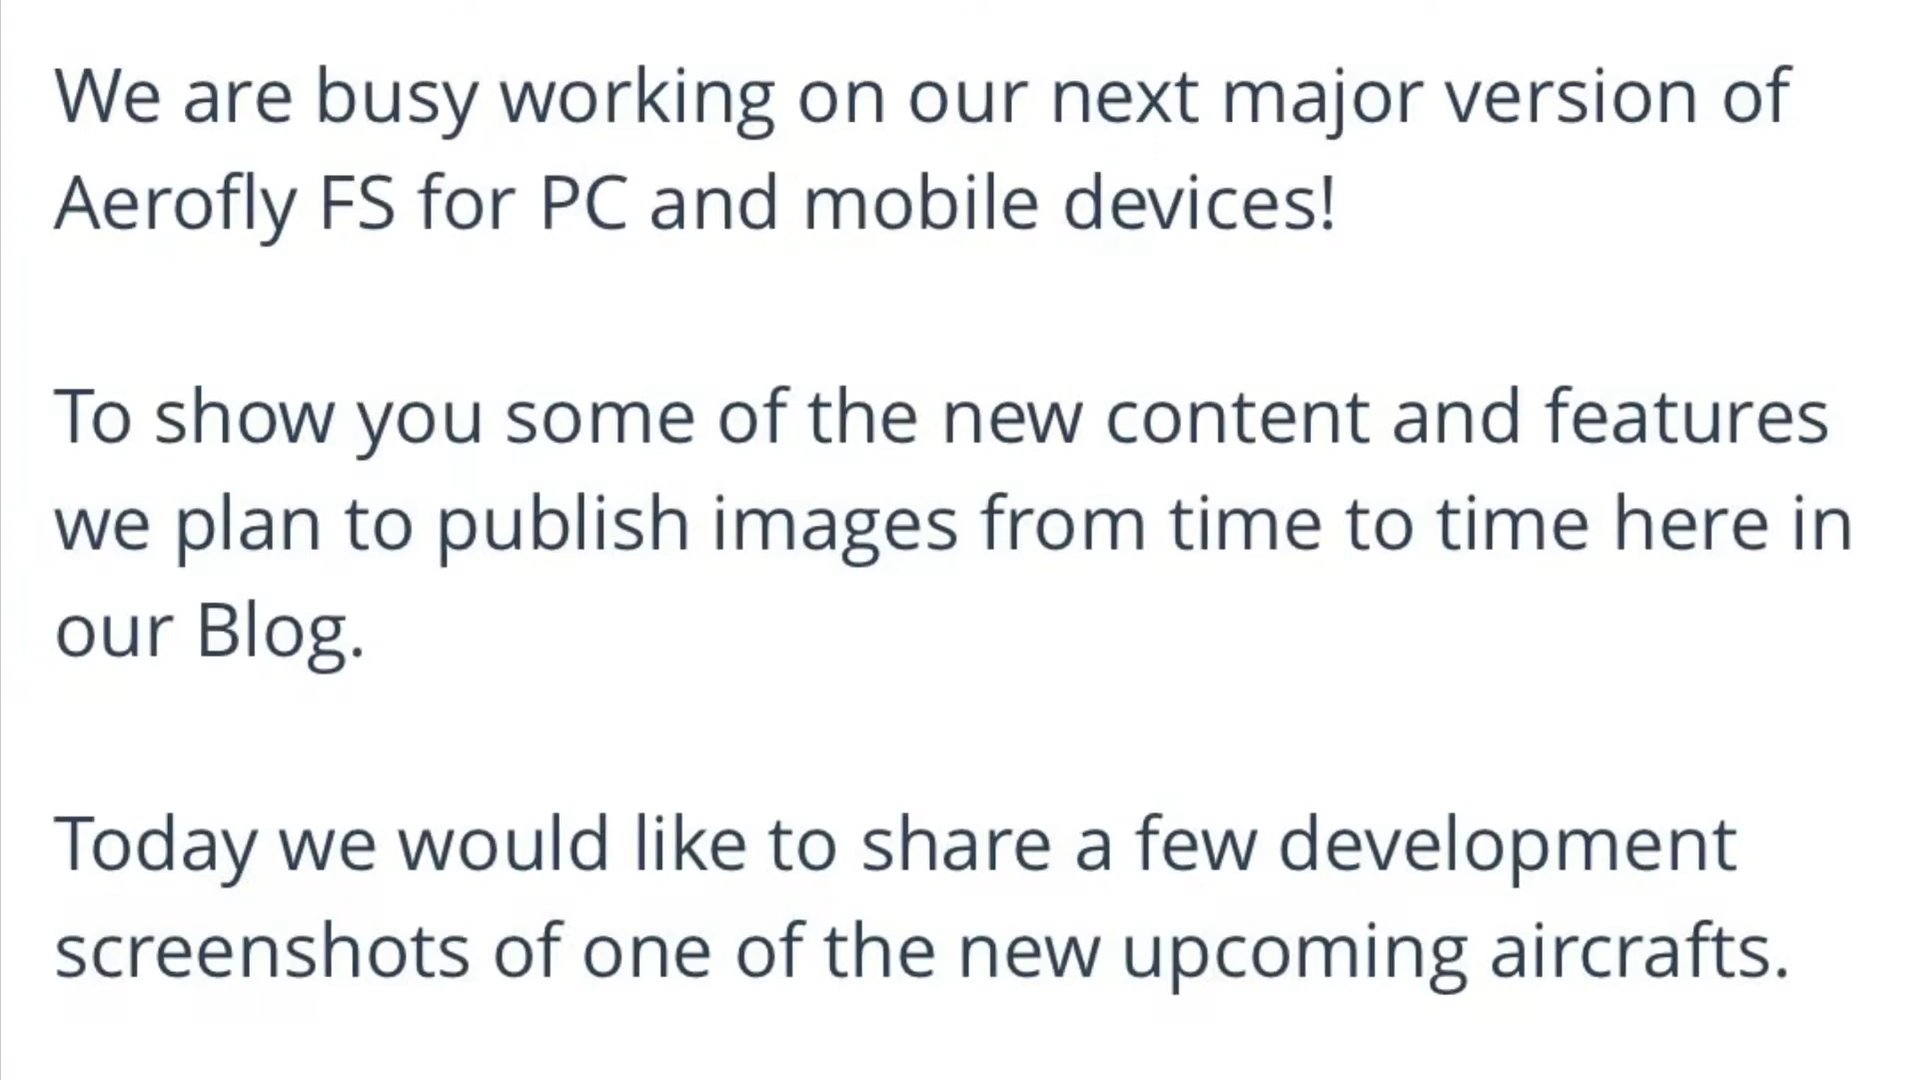 We are busy working on our next major version of
Aerofly FS for PC and mobile devices!
To show you some of the new content and features
we plan to publish images from time to time here in
our Blog.
Today we would like to share a few development
screenshots of one of the new upcoming aircrafts.